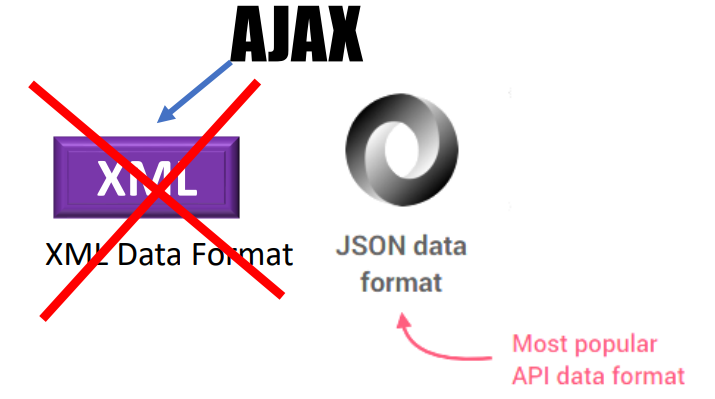 AJAX
XML
XML Data Format
JSON data
format
Most popular
API data format